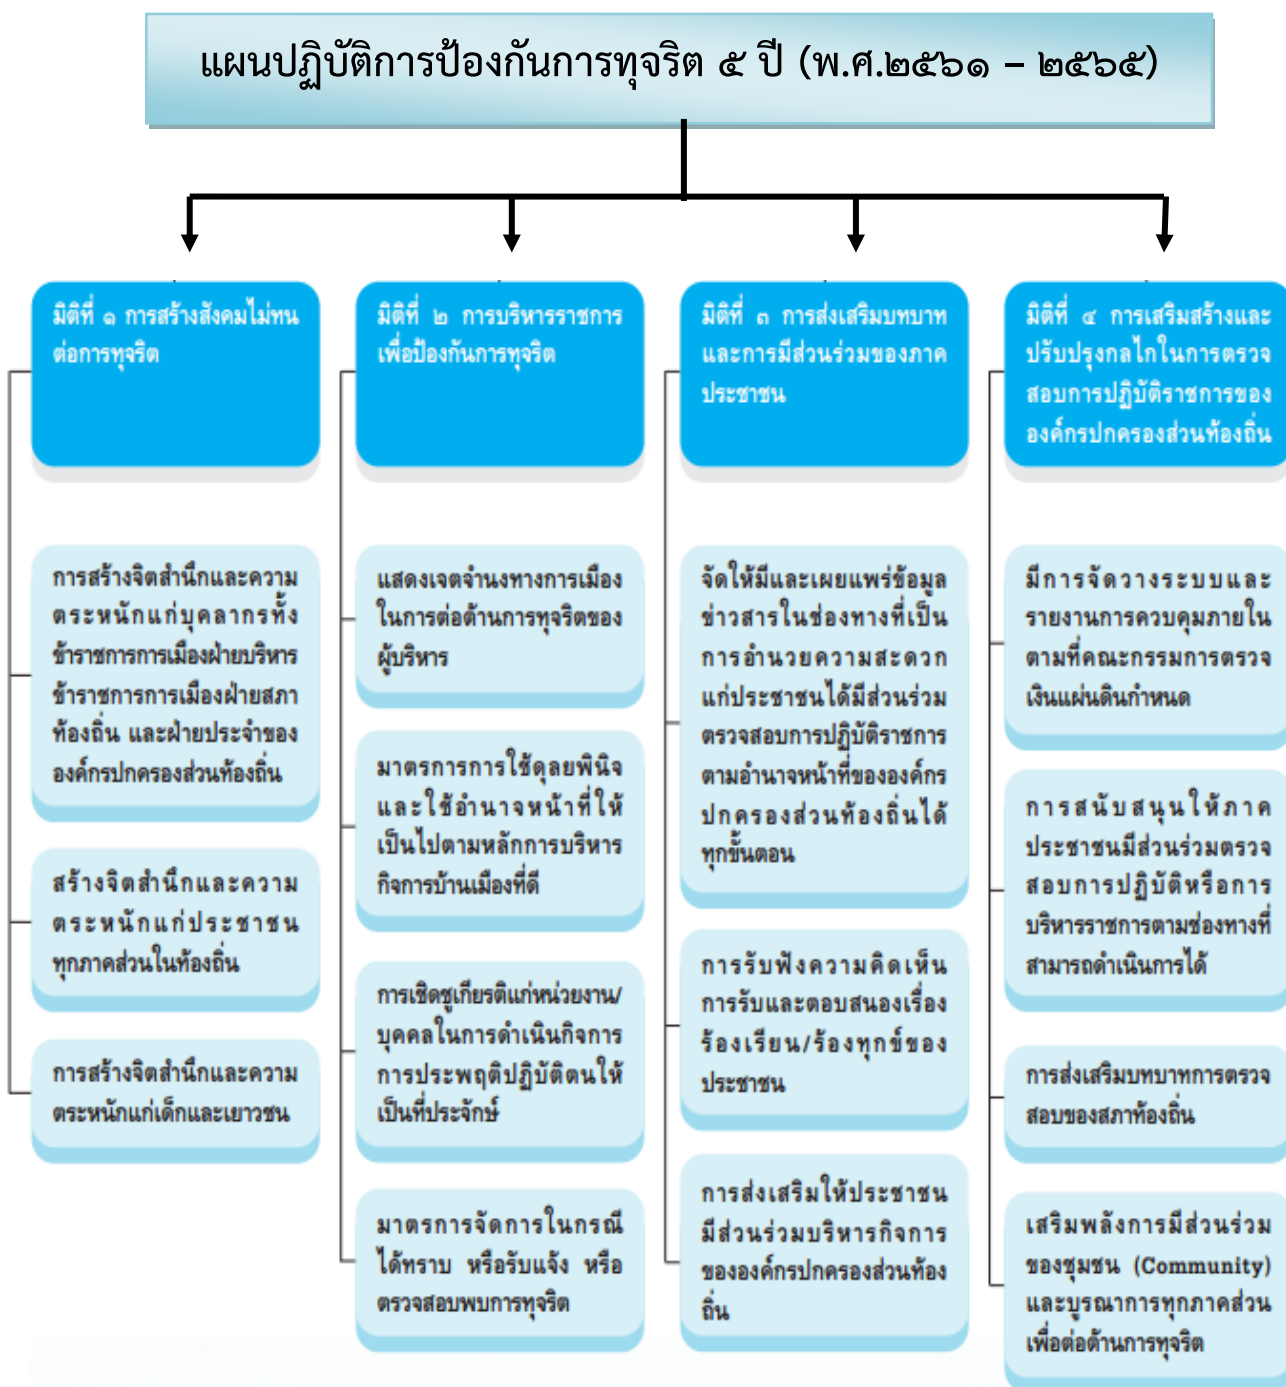 แผนปฏิบัติการป้องกันการทุจริต ๕ ปี (พ.ศ.๒๕๖๑ – ๒๕๖๕)
มิติที่ ๑ การสร้างสังคมไม่ทน
ต่อการทุจริต
การสร้างจิตสำนึกและความ
ตระหนักแก่บุคลากรทั้ง
ข้าราชการการเมืองฝ่ายบริหาร
ข้าราชการการเมืองฝ่ายสภา
ท้องถิ่น และฝ่ายประจำของ
องค์กรปกครองส่วนท้องถิ่น
สร้างจิตสำนึกและความ
ตระหนักแก่ประชาชน
ทุกภาคส่วนในท้องถิ่น
การสร้างจิตสำนึกและความ
ตระหนักแก่เด็กและเยาวชน
มิติที่ ๒ การบริหารราชการ
เพื่อป้องกันการทุจริต
แสดงเจตจำนงทางการเมือง
ในการต่อต้านการทุจริตของ
ผู้บริหาร
มาตรการการใช้ดุลยพินิจ
และใช้อำนาจหน้าที่ให้
เป็นไปตามหลักการบริหาร
กิจการบ้านเมืองที่ดี
การเชิดชูเกียรติแก่หน่วยงาน/
บุคคลในการดำเนินกิจการ
การประพฤติปฏิบัติตนให้
เป็นที่ประจักษ์
มาตรการจัดการในกรณี
ได้ทราบ หรือรับแจ้ง หรือ
ตรวจสอบพบการทุจริต
มิติที่ ๓ การส่งเสริมบทบาท
และการมีส่วนร่วมของภาค
ประชาชน
จัดให้มีและเผยแพร่ข้อมูล
ข่าวสารในช่องทางที่เป็น
การอำนวยความสะดวก
แก่ประชาชนได้มีส่วนร่วม
ตรวจสอบการปฏิบัติราชการ
ตามอำนาจหน้าที่ขององค์กร
ปกครองส่วนท้องถิ่นได้
ทุกขั้นตอน
การรับฟังความคิดเห็น
การรับและตอบสนองเรื่อง
ร้องเรียน/ร้องทุกข์ของ
ประชาชน
การส่งเสริมให้ประชาชน
มีส่วนร่วมบริหารกิจการ
ขององค์กรปกครองส่วนท้อง
ถิ่น
มิติที่ ๔ การเสริมสร้างและ
ปรับปรุงกลไกในการตรวจ
สอบการปฏิบัติราชการของ
องค์กรปกครองส่วนท้องถิ่น
มีการจัดวางระบบและ
รายงานการควบคุมภายใน
ตามที่คณะกรรมการตรวจ
เงินแผ่นดินกำหนด
การสนับสนุนให้ภาค
ประชาชนมีส่วนร่วมตรวจ
สอบการปฏิบัติหรือการ
บริหารราชการตามช่องทางที่
สามารถดำเนินการได้
การส่งเสริมบทบาทการตรวจ
สอบของสภาท้องถิ่น
เสริมพลังการมีส่วนร่วม
ของชุมชน (Community)
และบูรณาการทุกภาคส่วน
เพื่อต่อต้านการทุจริต